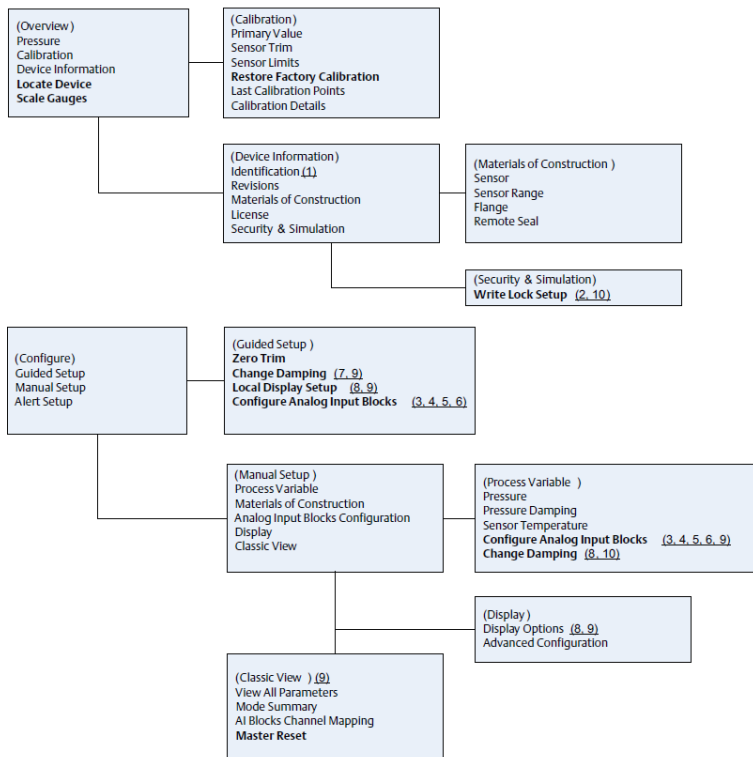 (Overview)
Pressure
Calibration
Device Information
Locate Device
Scale Gauges
(Calibration)
Primary Value
Sensor Trim
Sensor Limits
Restore Factory Calibration
Last Calibration Points
Calibration Details
(Device Information)
Identification (1)
Revisions
Materials of Construction
License
Security & Simulation
(Materials of Construction )
Sensor
Sensor Range
Flange
Remote Seal
(Security & Simulation)
Write Lock Setup (2, 10)
(Configure)
Guided Setup
Manual Setup
Alert Setup
(Guided Setup )
Zero Trim
Change Damping (7, 9)
Local Display Setup (8, 9)
Configure Analog Input Blocks (3, 4, 5, 6)
(Manual Setup )
Process Variable
Materials of Construction
Analog Input Blocks Configuration
Display
Classic View
(Process Variable )
Pressure
Pressure Damping
Sensor Temperature
Configure Analog Input Blocks (3, 4, 5, 6, 9)
Change Damping (8, 10)
(Display)
Display Options (8, 9)
Advanced Configuration
(Classic View ) (9)
View All Parameters
Mode Summary
AI Blocks Channel Mapping
Master Reset